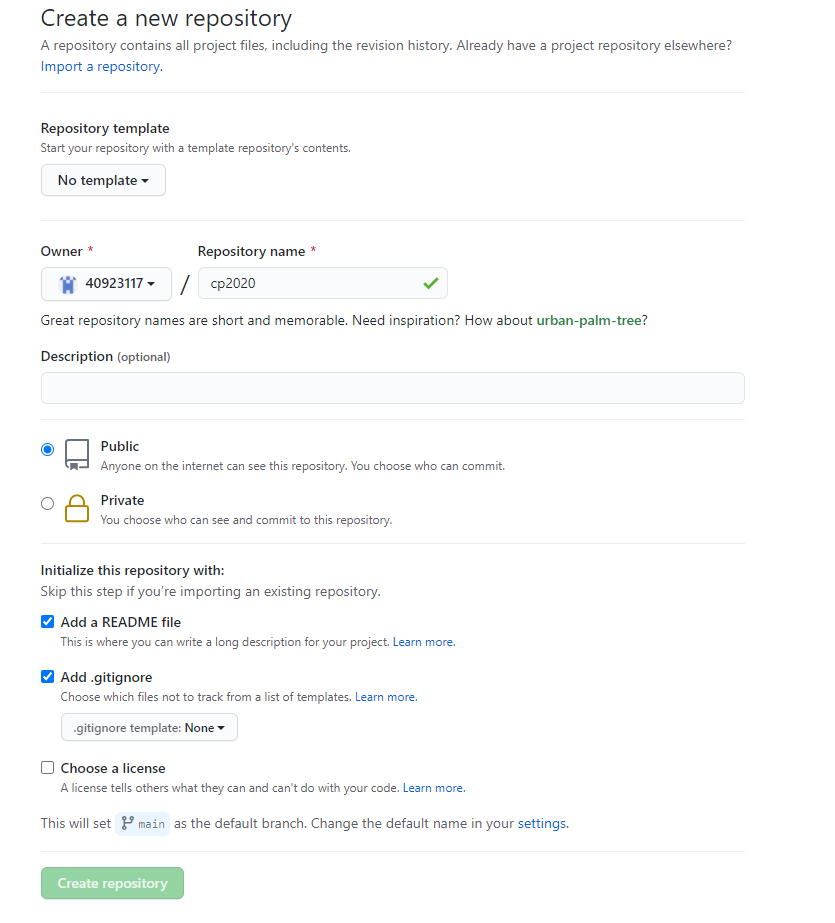 Create a new repository
A repository contains all project files, including the revision history. Already have a project repository elsewhere?
Import a repository.
Repository template
Start your repository with a template repository's contents.
No template
Owner *
Repository name *
40923117
/
cp2020
Great repository names are short and memorable. Need inspiration? How about urban-palm-tree?
Description (optional)
Public
Anyone on the internet can see this repository. You choose who can commit.
Private
You choose who can see and commit to this repository.
Initialize this repository with:
Skip this step if you're importing an existing repository.
Add a README file
This is where you can write a long description for your project. Learn more.
Add .gitignore
Choose which files not to track from a list of templates. Learn more.
.gitignore template: None
Choose a license
A license tells others what they can and can't do with your code. Learn more.
This will set main as the default branch. Change the default name in your settings.
Create repository